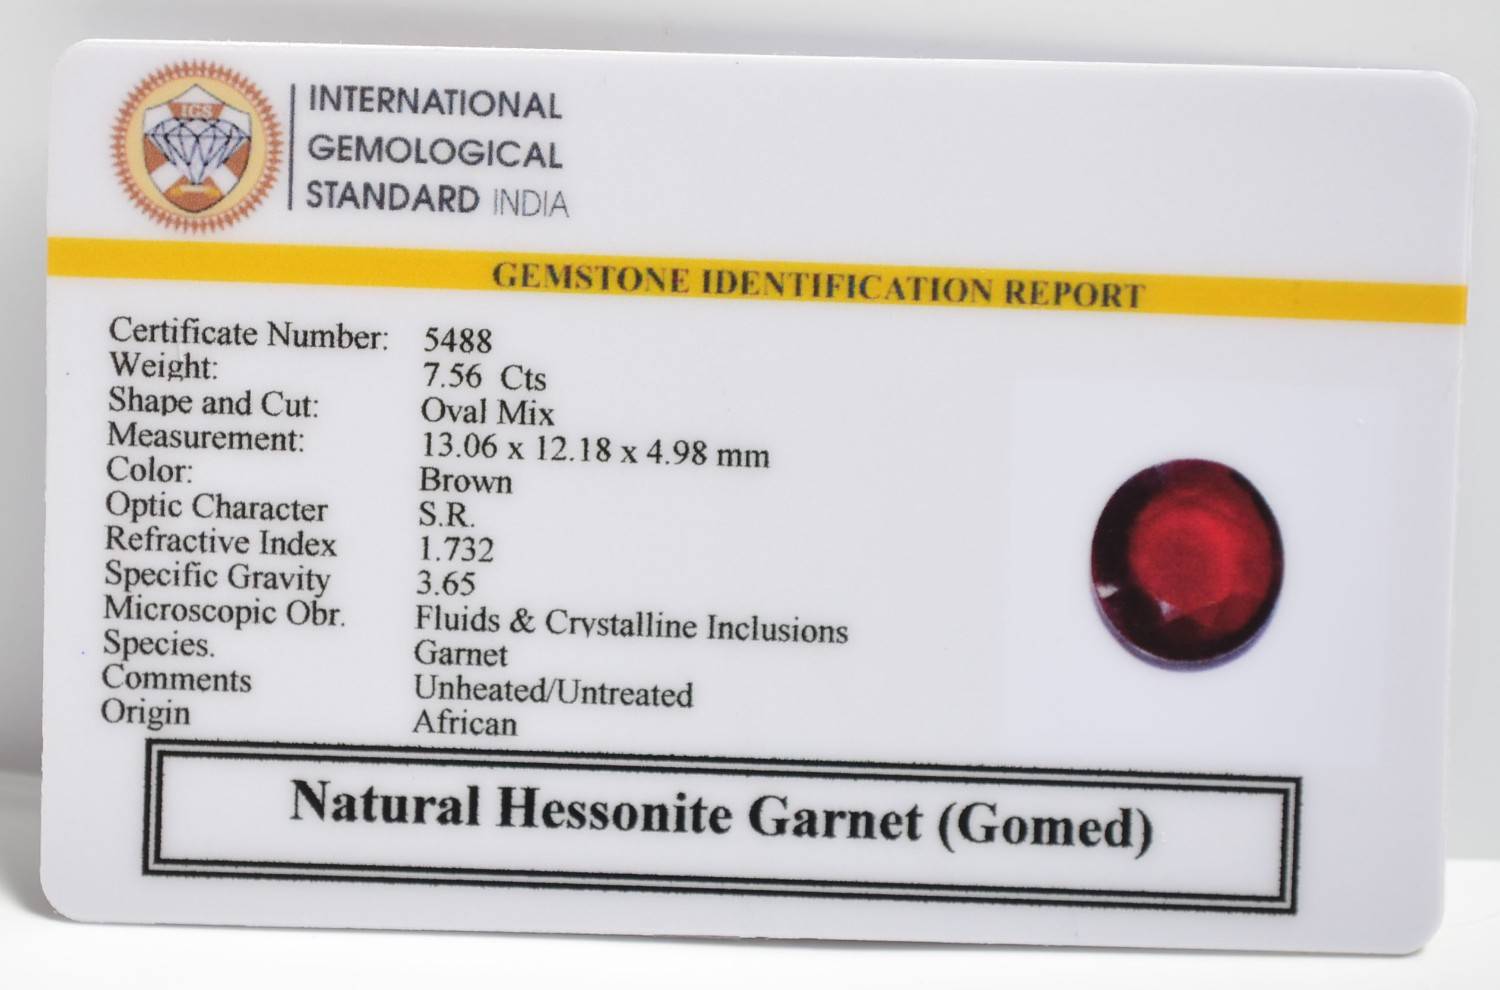 IGS
INTERNATIONAL
GEMOLOGICAL
STANDARD INDIA
GEMSTONE IDENTIFICATION REPORT
Certificate Number: 5488
Weight: 7.56 Cts
Shape and Cut: Oval Mix
Measurement: 13.06 x 12.18 x 4.98 mm
Color: Brown
Optic Character S.R.
Refractive Index 1.732
Specific Gravity 3.65
Microscopic Obr. Fluids & Crystalline Inclusions
Species. Garnet
Comments Unheated/Untreated
Origin African
Natural Hessonite Garnet (Gomed)